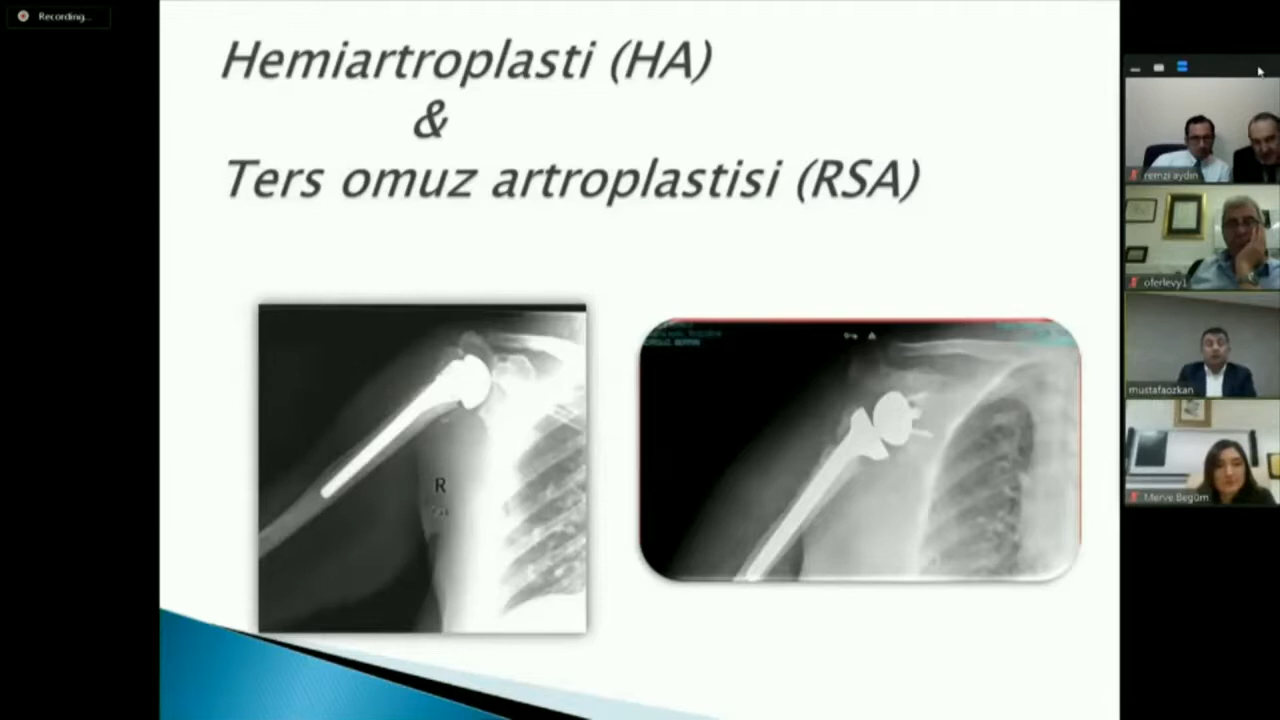 Recording...
Hemiartroplasti (HA)
&
Ters omuz artroplastisi (RSA)
R
remzi aydın
oferlevy1
mustafaozkan
Merve Begüm